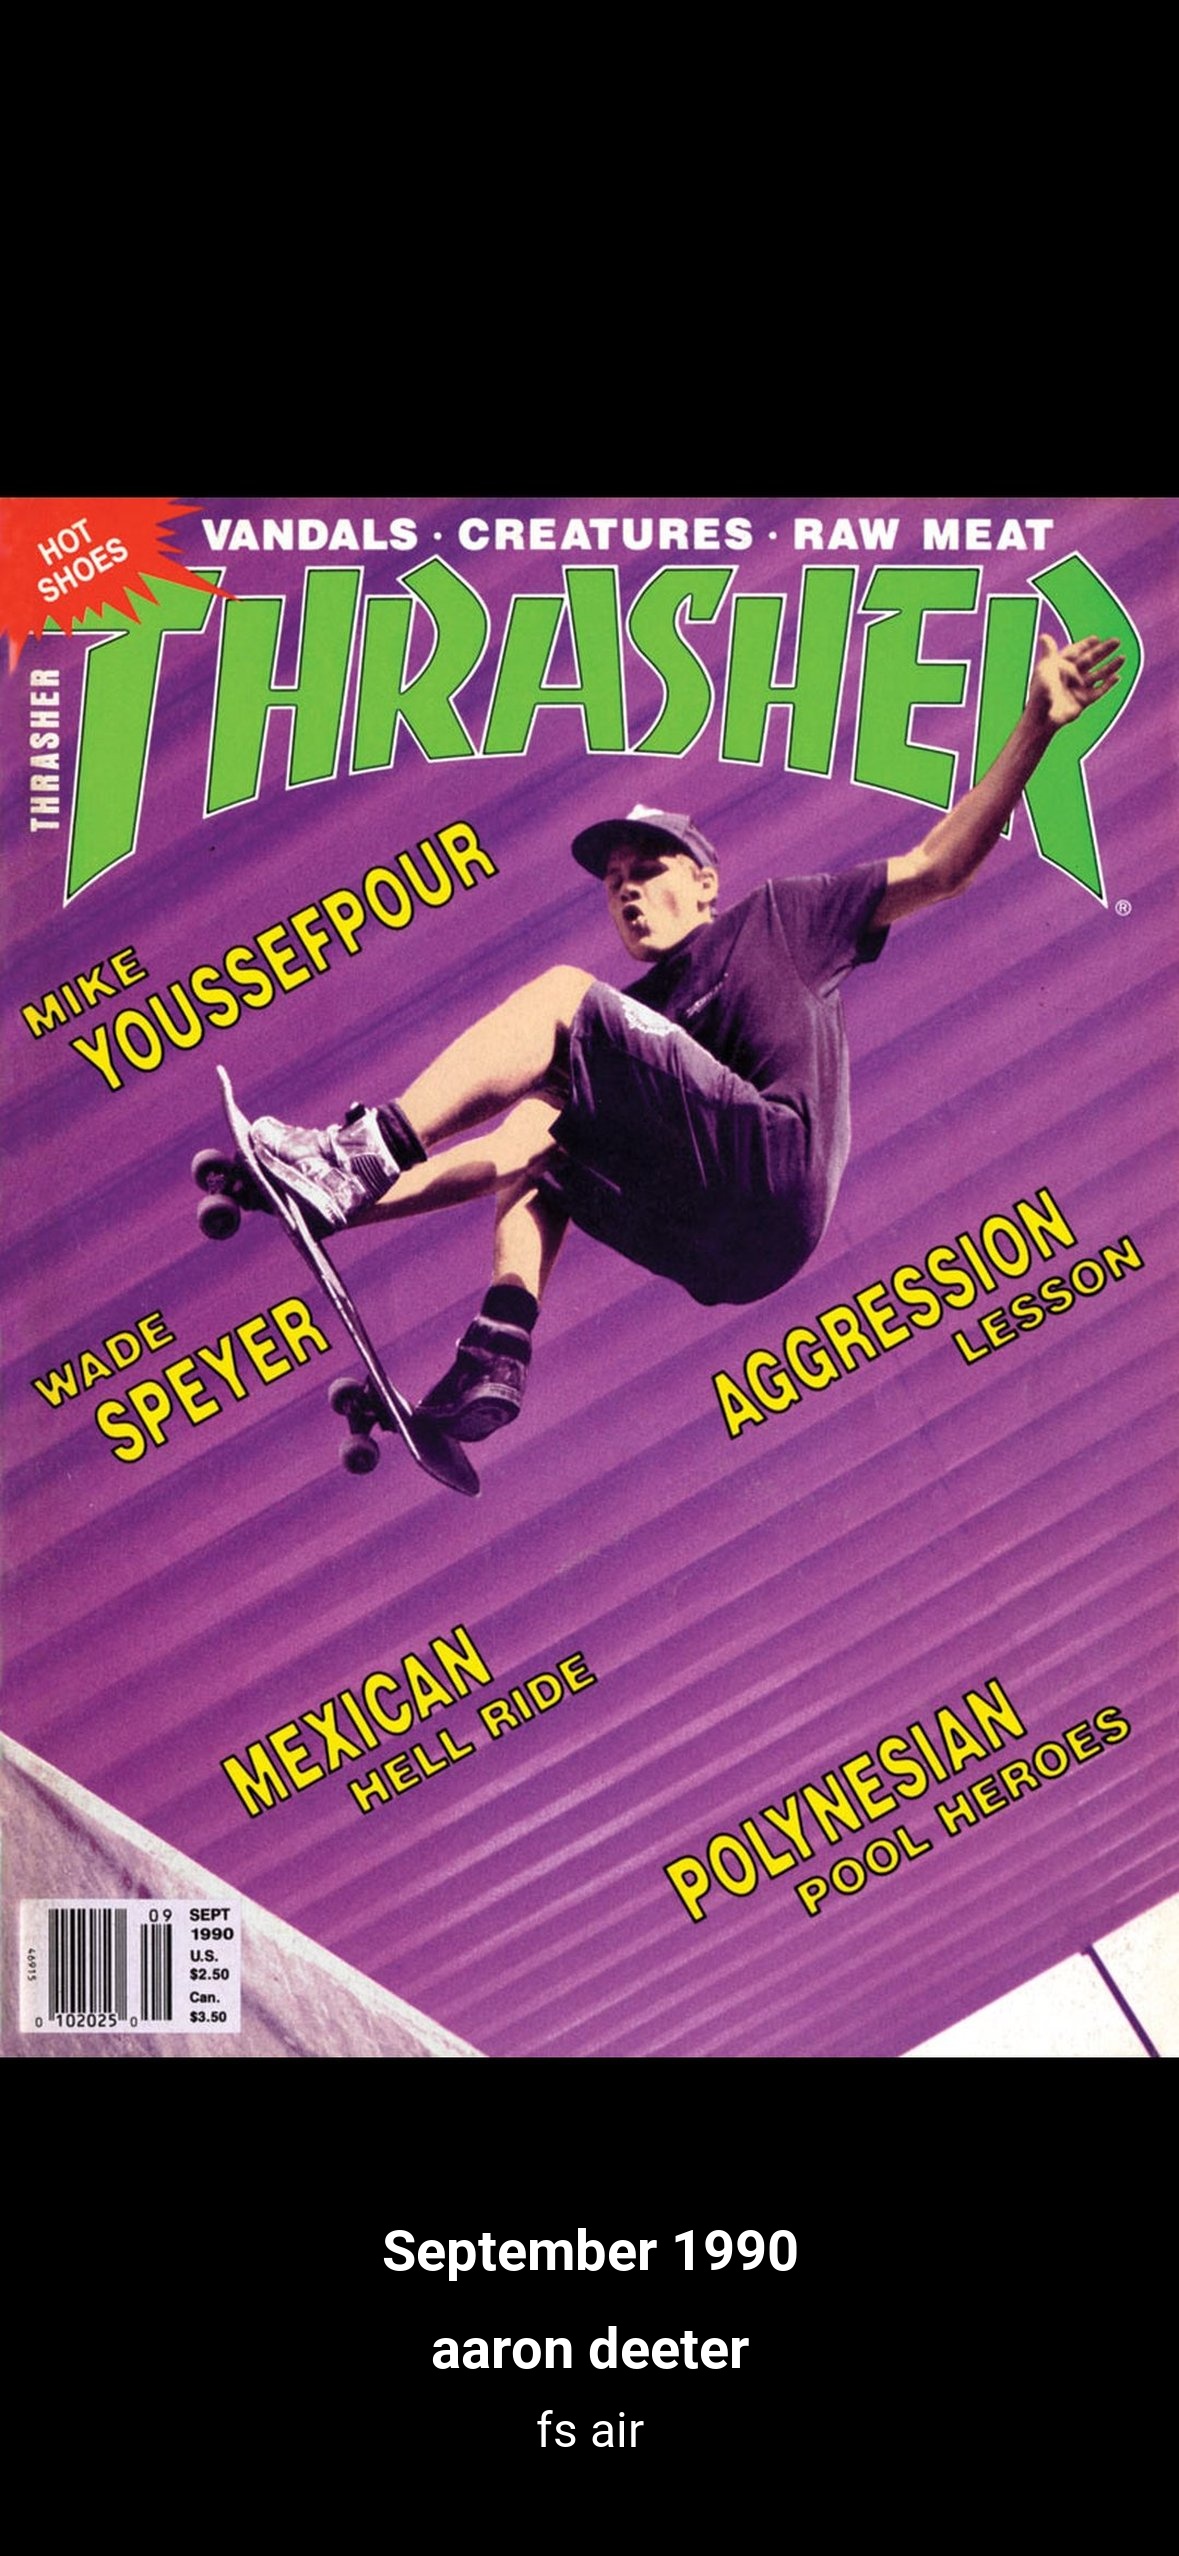 HOT
SHOES
VANDALS · CREATURES · RAW MEAT
THRASHER
THRASHER
®
MIKE
YOUSSEFPOUR
WADE
SPEYER
AGGRESSION
LESSON
MEXICAN
HELL RIDE
POLYNESIAN
POOL HEROES
09
SEPT
1990
U.S.
$2.50
Can.
$3.50
46915
0 102025 0
September 1990
aaron deeter
fs air